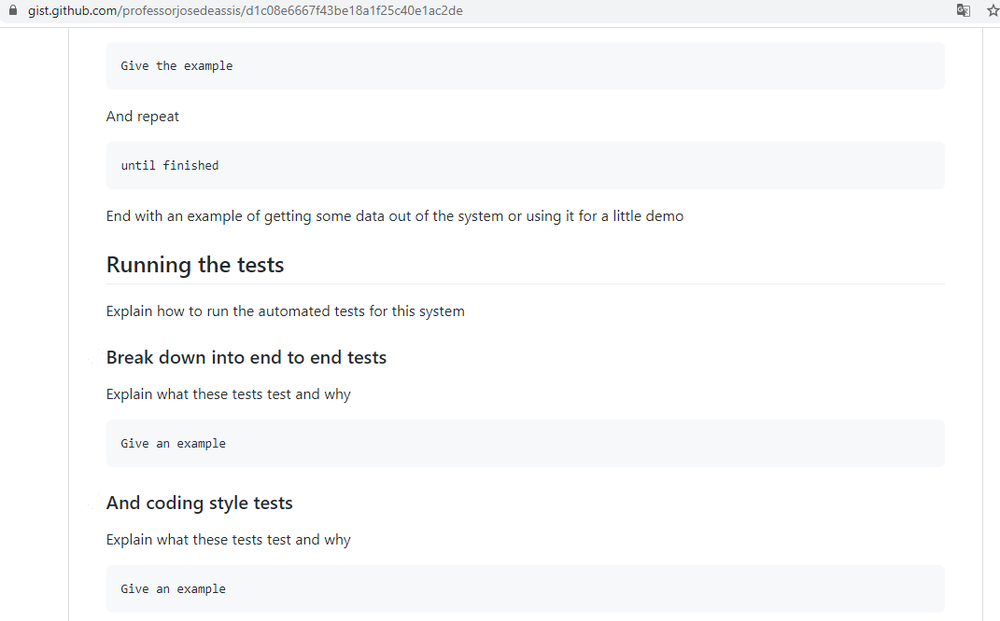 gist.github.com/professorjosedeassis/d1c08e6667f43be18a1f25c40e1ac2de
Give the example
And repeat
until finished
End with an example of getting some data out of the system or using it for a little demo
Running the tests
Explain how to run the automated tests for this system
Break down into end to end tests
Explain what these tests test and why
Give an example
And coding style tests
Explain what these tests test and why
Give an example